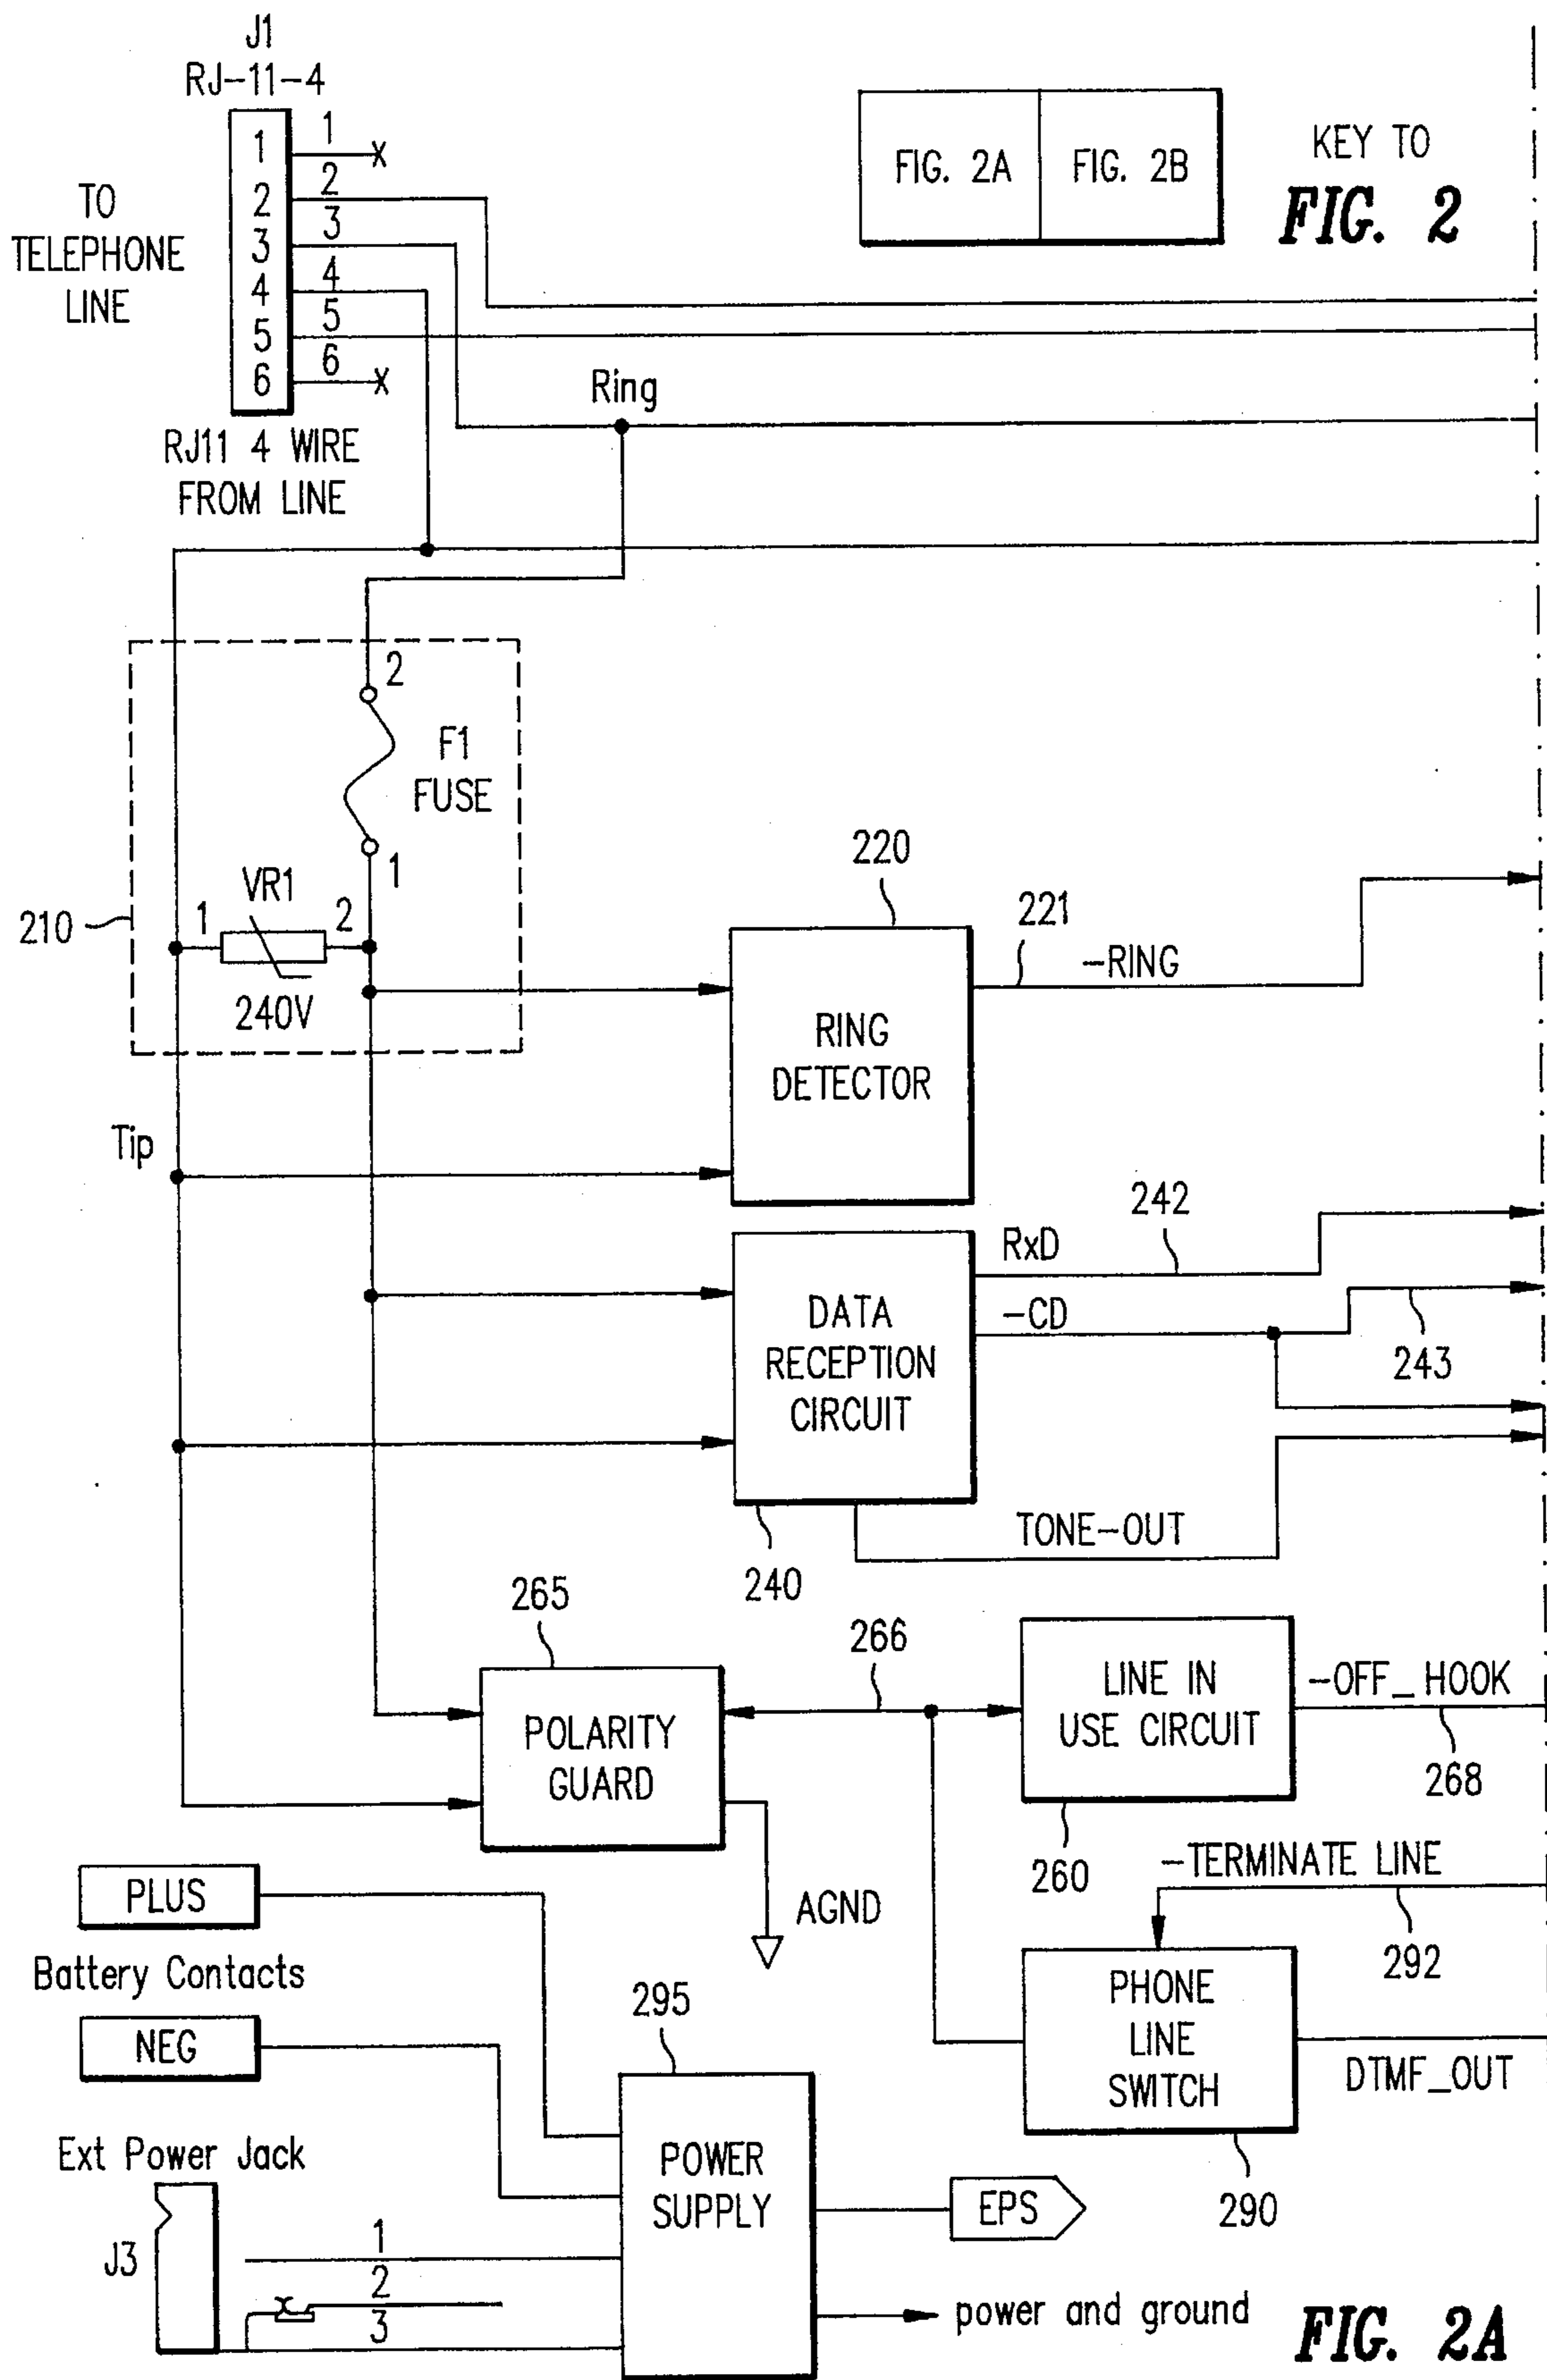 J1
RJ-11-4
1
2
3
4
5
6
1
2
3
4
5
6
TO
TELEPHONE
LINE
RJ11 4 WIRE
FROM LINE
FIG. 2A
FIG. 2B
KEY TO
FIG. 2
Ring
2
F1
FUSE
1
VR1
1
2
240V
210
Tip
220
RING
DETECTOR
221
-RING
DATA
RECEPTION
CIRCUIT
240
RxD
242
-CD
243
TONE-OUT
265
POLARITY
GUARD
266
AGND
LINE IN
USE CIRCUIT
260
-OFF_HOOK
268
-TERMINATE LINE
292
PHONE
LINE
SWITCH
290
DTMF_OUT
PLUS
Battery Contacts
NEG
Ext Power Jack
J3
1
2
3
295
POWER
SUPPLY
EPS
power and ground
FIG. 2A